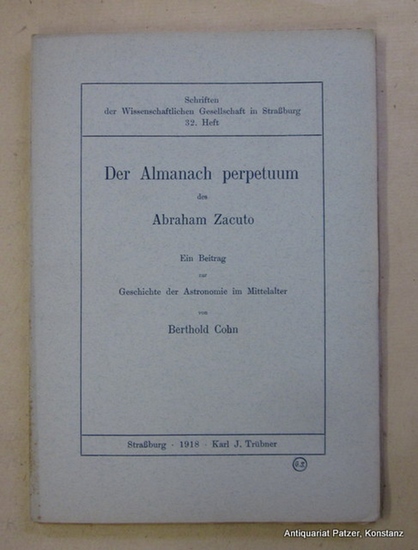 Schriften
der Wissenschaftlichen Gesellschaft in Straßburg
32. Heft
Der Almanach perpetuum
des
Abraham Zacuto
Ein Beitrag
zur
Geschichte der Astronomie im Mittelalter
von
Berthold Cohn
Straßburg · 1918 · Karl J. Trübner
Antiquariat Patzer, Konstanz